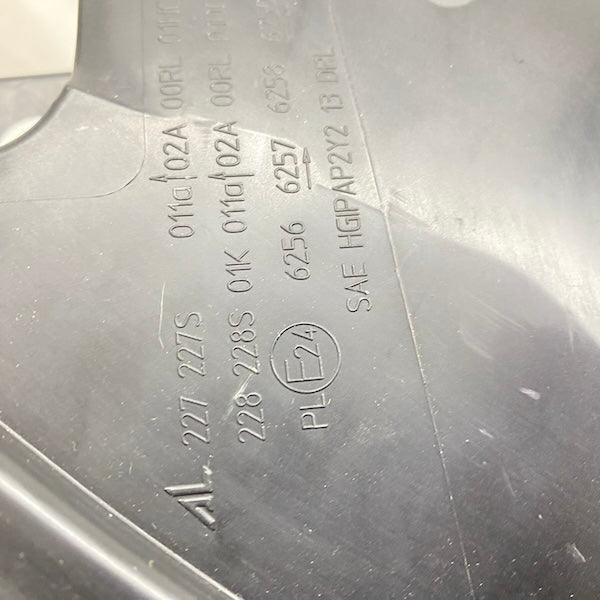 AL 227 227S 011a↑02A 00RL
228 228S 01K 011a↑02A 00RL
PL E24 6256 6257 6258
SAE HGIPAP2Y2 13 DRL